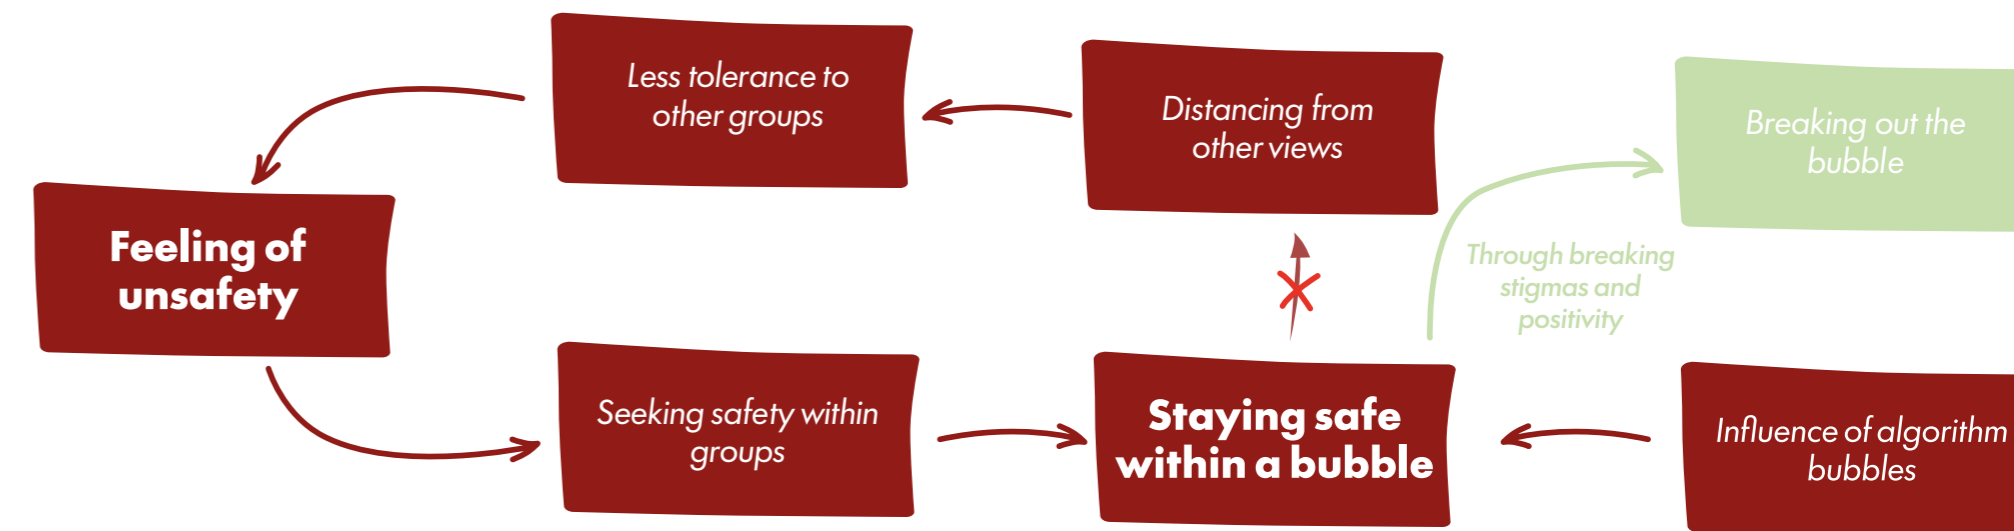 Less tolerance to
other groups
Distancing from
other views
Breaking out the
bubble
Feeling of
unsafety
Through breaking
stigmas and
positivity
Seeking safety within
groups
Staying safe
within a bubble
Influence of algorithm
bubbles